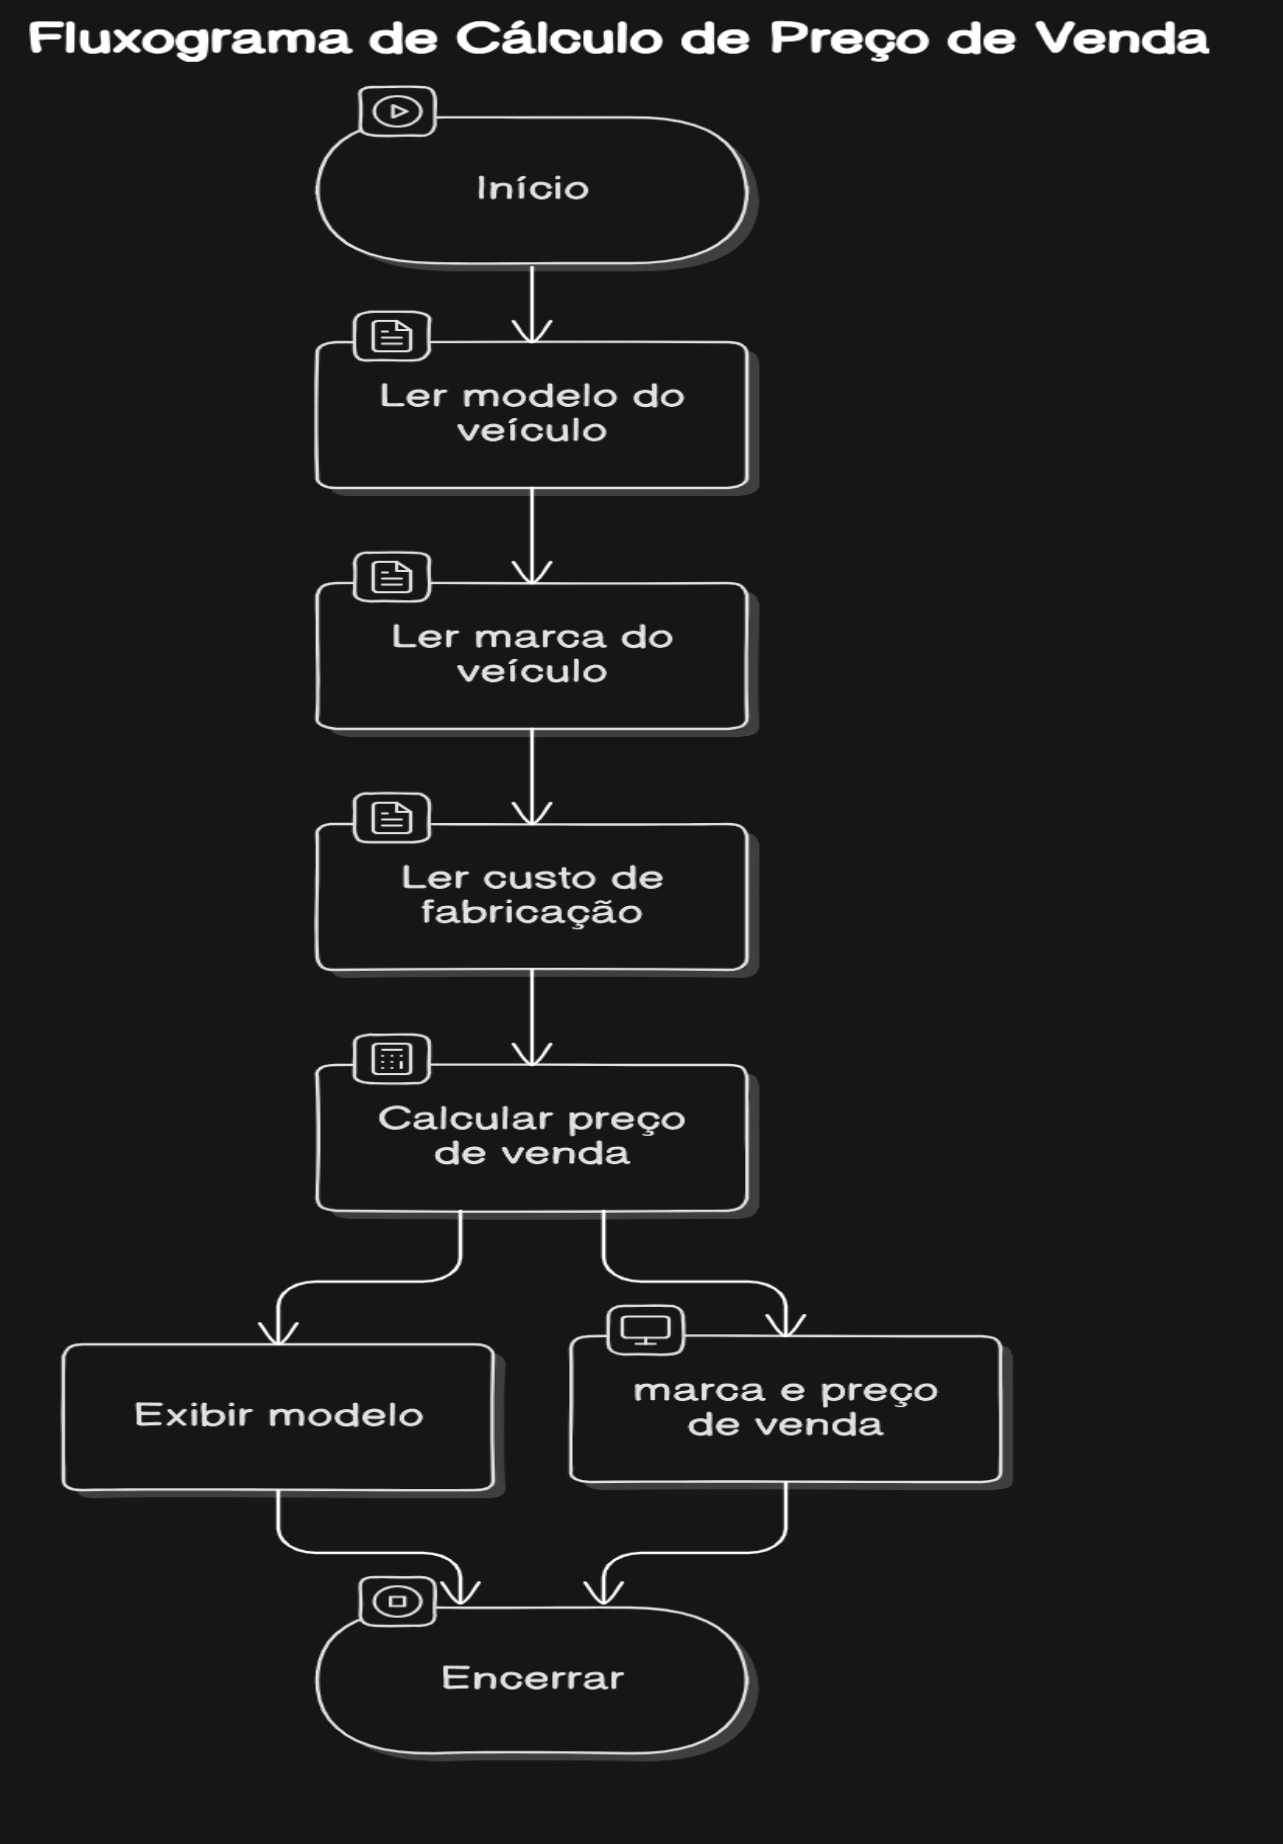 Fluxograma de Cálculo de Preço de Venda
Início
Ler modelo do
veículo
Ler marca do
veículo
Ler custo de
fabricação
Calcular preço
de venda
Exibir modelo
marca e preço
de venda
Encerrar